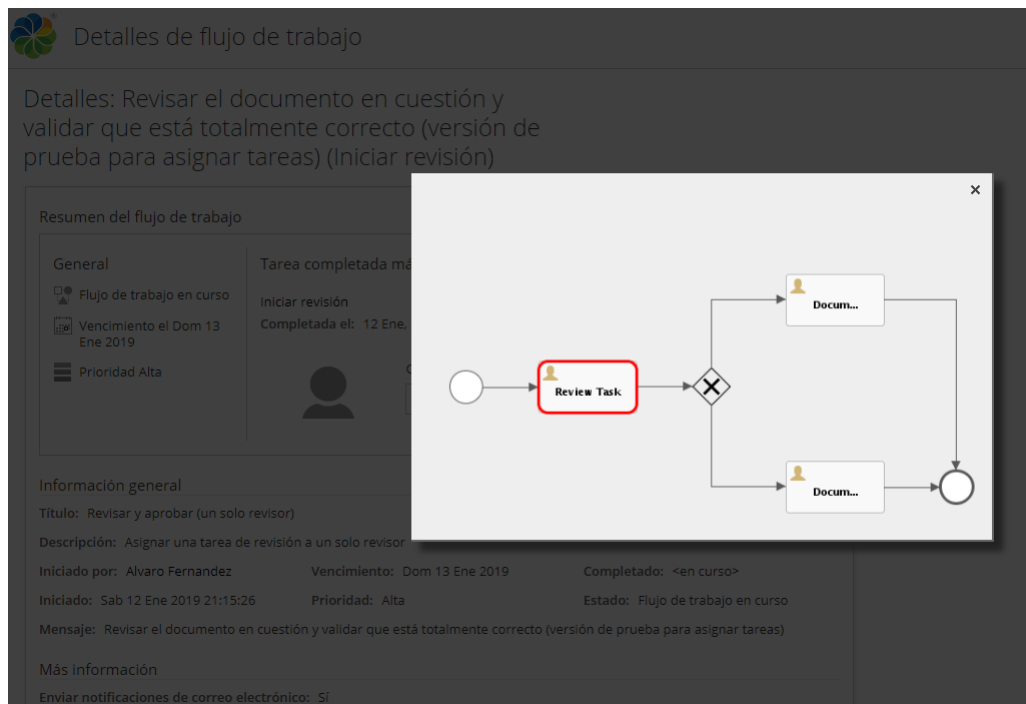 Detalles de flujo de trabajo
Detalles: Revisar el documento en cuestión y
validar que está totalmente correcto (versión de
prueba para asignar tareas) (Iniciar revisión)
Resumen del flujo de trabajo
General
Flujo de trabajo en curso
Vencimiento el Dom 13
Ene 2019
Prioridad Alta
Tarea completada má
Iniciar revisión
Completada el: 12 Ene,
Review Task
Docum...
Docum...
Información general
Título: Revisar y aprobar (un solo revisor)
Descripción: Asignar una tarea de revisión a un solo revisor
Iniciado por: Alvaro Fernandez Vencimiento: Dom 13 Ene 2019 Completado: <en curso>
Iniciado: Sab 12 Ene 2019 21:15:26 Prioridad: Alta Estado: Flujo de trabajo en curso
Mensaje: Revisar el documento en cuestión y validar que está totalmente correcto (versión de prueba para asignar tareas)
Más información
Enviar notificaciones de correo electrónico: Sí